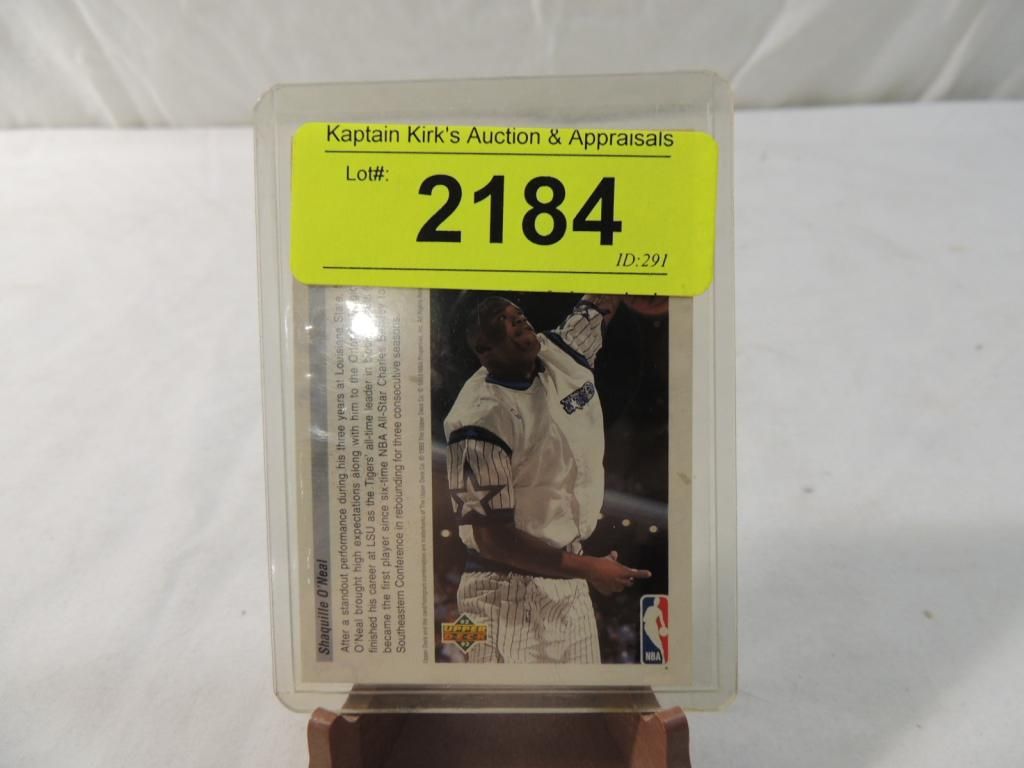 Kaptain Kirk's Auction & Appraisals
Lot#:
2184
ID:291
Shaquille O'Neal
After a standout performance during his three years at Louisiana State
O'Neal brought high expectations along with him to the
finished his career at LSU as the Tigers' all-time leader in
became the first player since six-time NBA All-Star Charles Barkley to
Southeastern Conference in rebounding for three consecutive seasons.
UPPER
DECK
NBA